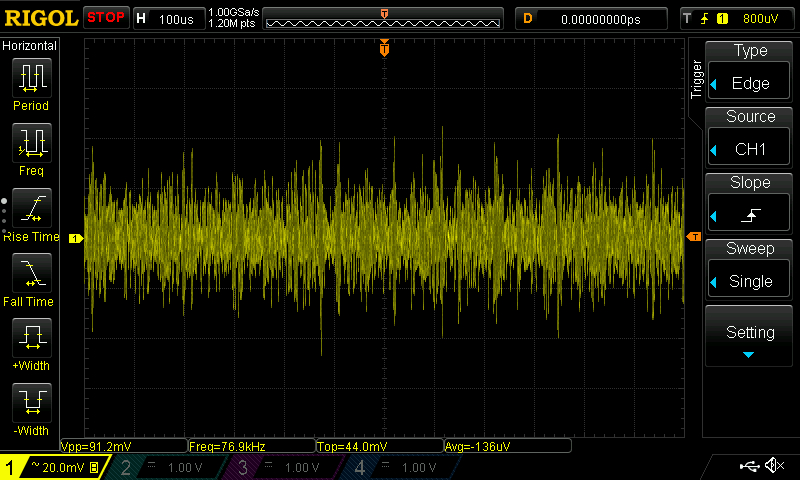 RIGOL STOP H 100us 1.00GSa/s 1.20M pts T D 0.00000000ps T 1 800uV
Horizontal
Period
Freq
Rise Time
Fall Time
+Width
-Width
T
1
T
Trigger
Type
Edge
Source
CH1
Slope
Sweep
Single
Setting
Vpp=91.2mV Freq=76.9kHz Top=44.0mV Avg=-136uV
1 ~ 20.0mV B 2 1.00 V 3 1.00 V 4 1.00 V